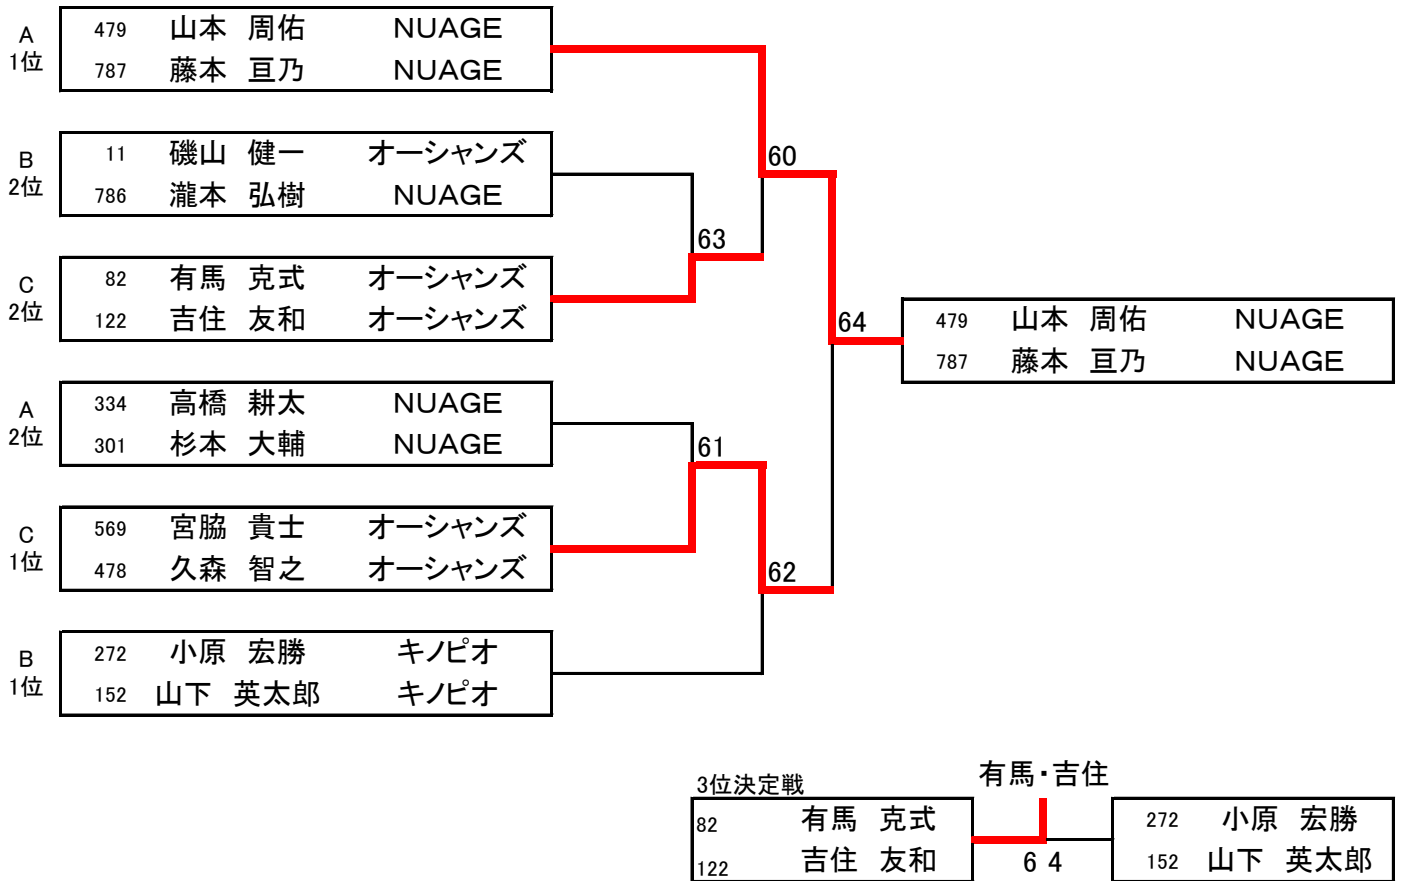 A
1位
479 山本 周佑 NUAGE
787 藤本 亘乃 NUAGE
B
2位
11 磯山 健一 オーシャンズ
786 瀧本 弘樹 NUAGE
60
63
C
2位
82 有馬 克式 オーシャンズ
122 吉住 友和 オーシャンズ
64
479 山本 周佑 NUAGE
787 藤本 亘乃 NUAGE
A
2位
334 高橋 耕太 NUAGE
301 杉本 大輔 NUAGE
61
C
1位
569 宮脇 貴士 オーシャンズ
478 久森 智之 オーシャンズ
62
B
1位
272 小原 宏勝 キノピオ
152 山下 英太郎 キノピオ
3位決定戦
有馬・吉住
82 有馬 克式
122 吉住 友和
6 4
272 小原 宏勝
152 山下 英太郎